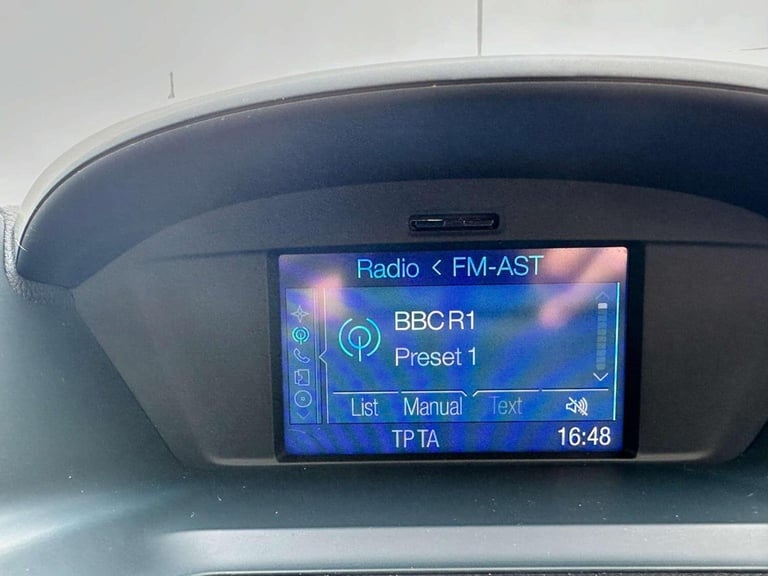 Radio < FM-AST
BBC R1
Preset 1
List Manual Text
TP TA 16:48